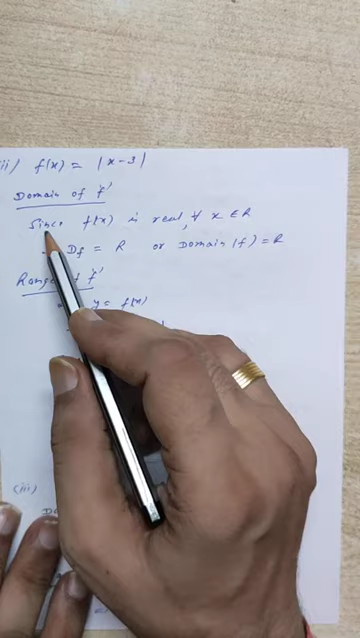 ii) f(x) = |x-3|
Domain of 'f'
Since f(x) is real, ∀ x ∈ R
Df = R or Domain (f) = R
Range of 'f'
y = f(x)
(iii)